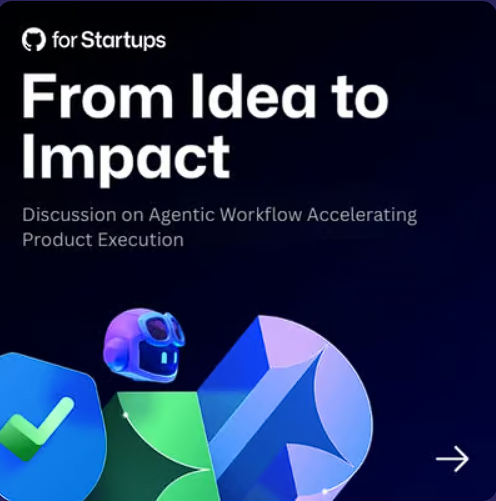 for Startups
From Idea to
Impact
Discussion on Agentic Workflow Accelerating
Product Execution